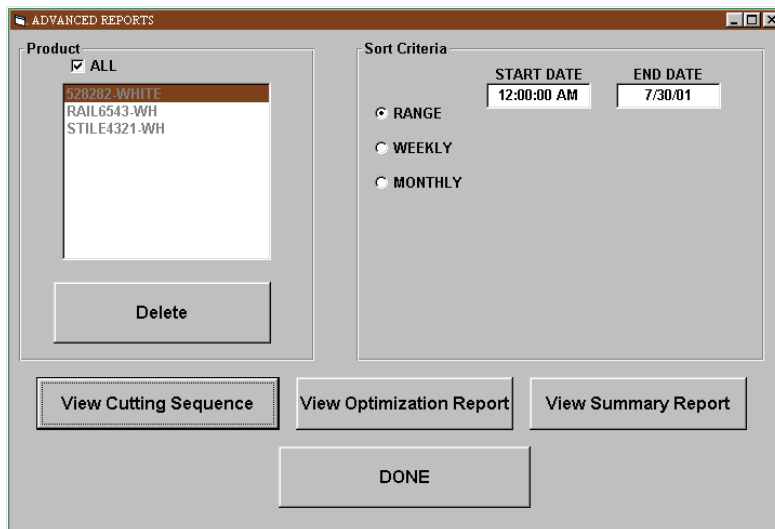 ADVANCED REPORTS
Product
ALL
528282-WHITE
RAIL6543-WH
STILE4321-WH
Delete
Sort Criteria
START DATE END DATE
12:00:00 AM 7/30/01
RANGE
WEEKLY
MONTHLY
View Cutting Sequence View Optimization Report View Summary Report
DONE